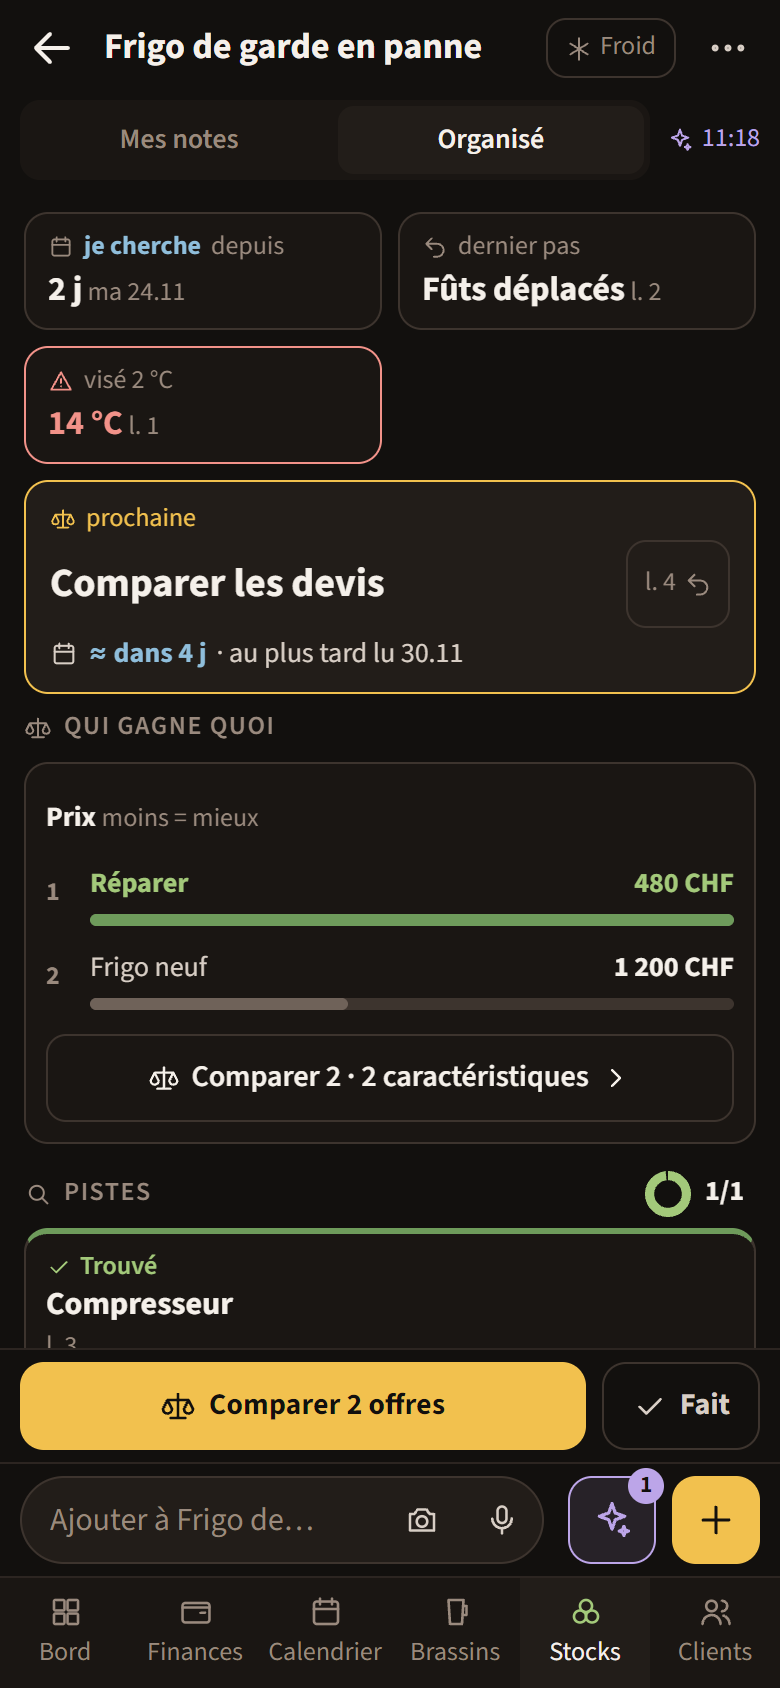 Frigo de garde en panne
Froid
Mes notes
Organisé
11:18
je cherche depuis
2 j ma 24.11
dernier pas
Fûts déplacés l. 2
visé 2 °C
14 °C l. 1
prochaine
Comparer les devis
l. 4
≈ dans 4 j · au plus tard lu 30.11
QUI GAGNE QUOI
Prix moins = mieux
1 Réparer 480 CHF
2 Frigo neuf 1 200 CHF
Comparer 2 · 2 caractéristiques
PISTES
1/1
Trouvé
Compresseur
l. 3
Comparer 2 offres
Fait
Ajouter à Frigo de…
1
Bord
Finances
Calendrier
Brassins
Stocks
Clients